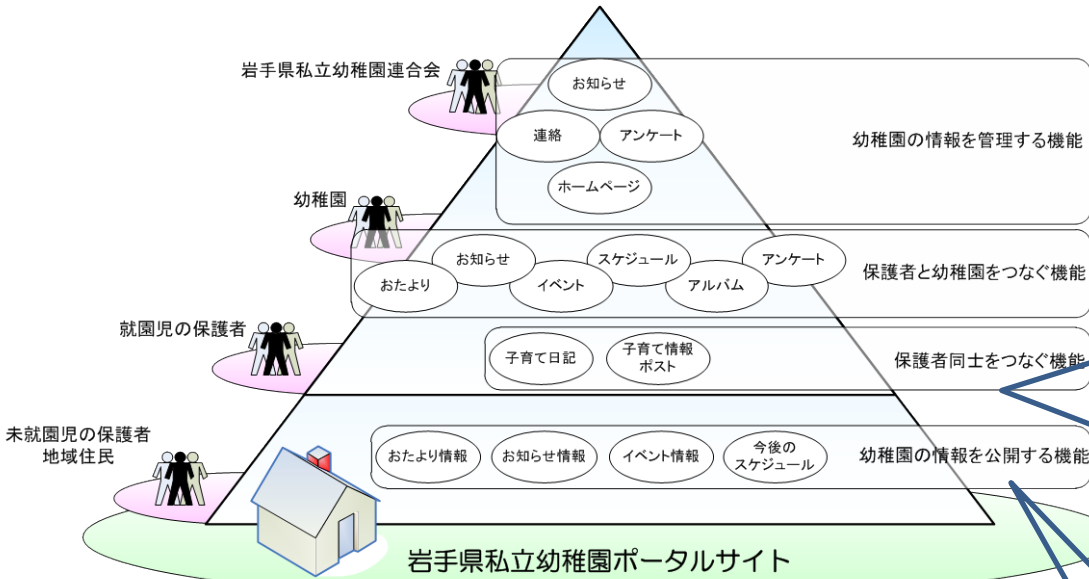 岩手県私立幼稚園連合会
お知らせ
連絡
アンケート
ホームページ
幼稚園の情報を管理する機能
幼稚園
お知らせ
スケジュール
アンケート
おたより
イベント
アルバム
保護者と幼稚園をつなぐ機能
就園児の保護者
子育て日記
子育て情報
ポスト
保護者同士をつなぐ機能
未就園児の保護者
地域住民
おたより情報
お知らせ情報
イベント情報
今後の
スケジュール
幼稚園の情報を公開する機能
岩手県私立幼稚園ポータルサイト